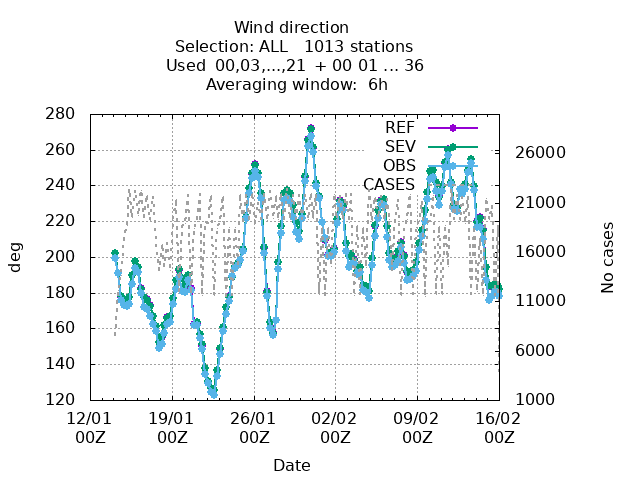 Wind direction
Selection: ALL   1013 stations
Used  00,03,...,21  + 00 01 ... 36
Averaging window:  6h
280
260
240
220
200
180
160
140
120
deg
REF
SEV
OBS
CASES
26000
21000
16000
11000
6000
1000
No cases
12/01 19/01 26/01 02/02 09/02 16/02
00Z 00Z 00Z 00Z 00Z 00Z
Date